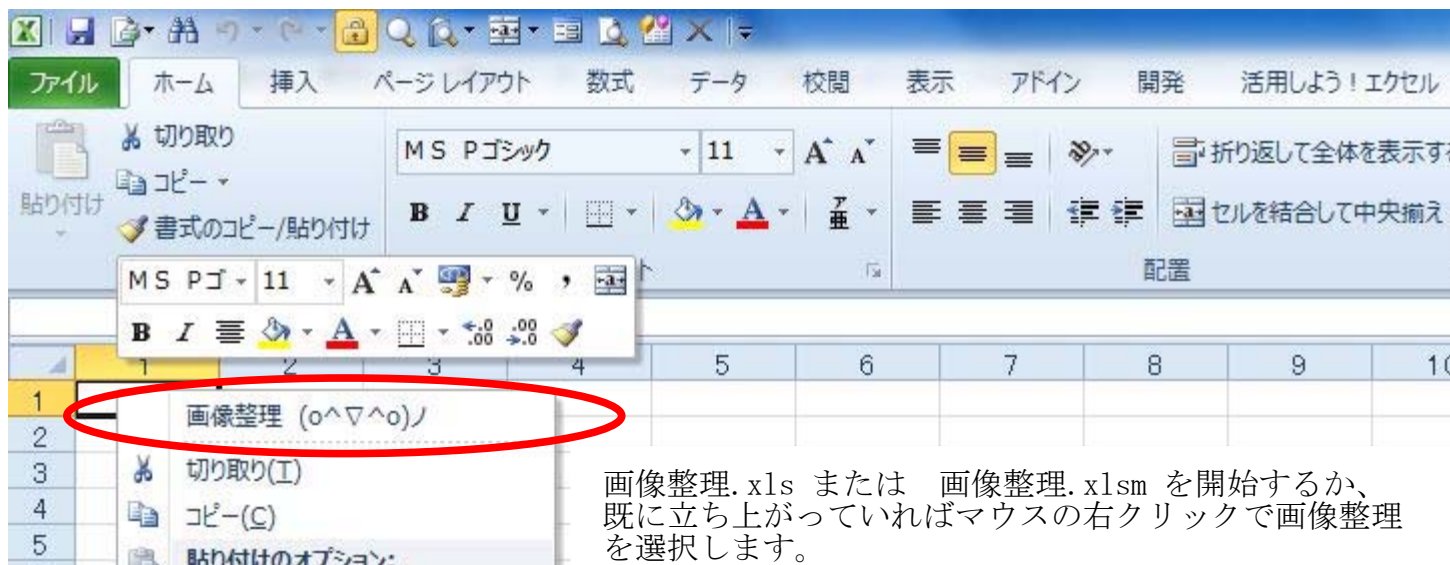 ファイル ホーム 挿入 ページ レイアウト 数式 データ 校閲 表示 アドイン 開発 活用しよう！エクセル
切り取り
ＭＳ Ｐゴシック 11 折り返して全体を表示す
コピー
貼り付け
書式のコピー/貼り付け B I U A 亜 セルを結合して中央揃え
配置
ＭＳ Ｐゴ 11 A A % ,
B I A
1 2 3 4 5 6 7 8 9 10
1
画像整理 (o^▽^o)ノ
2
3 切り取り(T)
4 コピー(C)
5 貼り付けのオプション:
画像整理.xls または 画像整理.xlsm を開始するか、
既に立ち上がっていればマウスの右クリックで画像整理
を選択します。